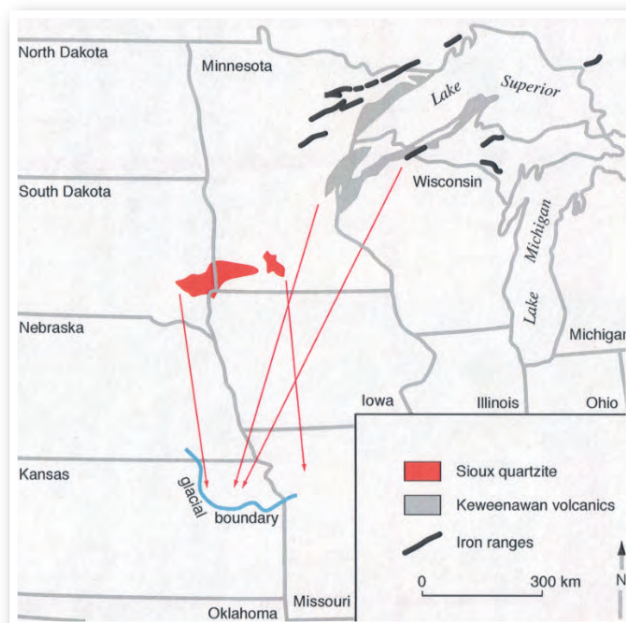 North Dakota
Minnesota
Lake
Superior
South Dakota
Wisconsin
Lake
Michigan
Nebraska
Michigan
Iowa
Illinois
Ohio
Kansas
glacial
boundary
Sioux quartzite
Keweenawan volcanics
Iron ranges
0
300 km
N
Missouri
Oklahoma